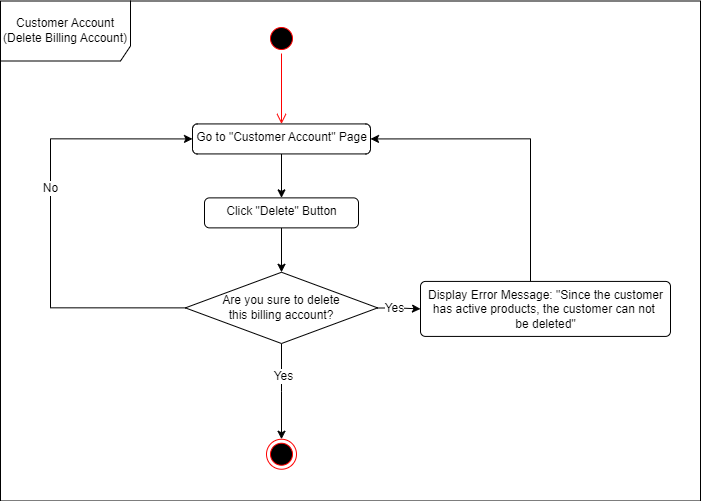 Customer Account
(Delete Billing Account)
Go to "Customer Account" Page
No
Click "Delete" Button
Are you sure to delete
this billing account?
Yes
Display Error Message: "Since the customer
has active products, the customer can not
be deleted"
Yes